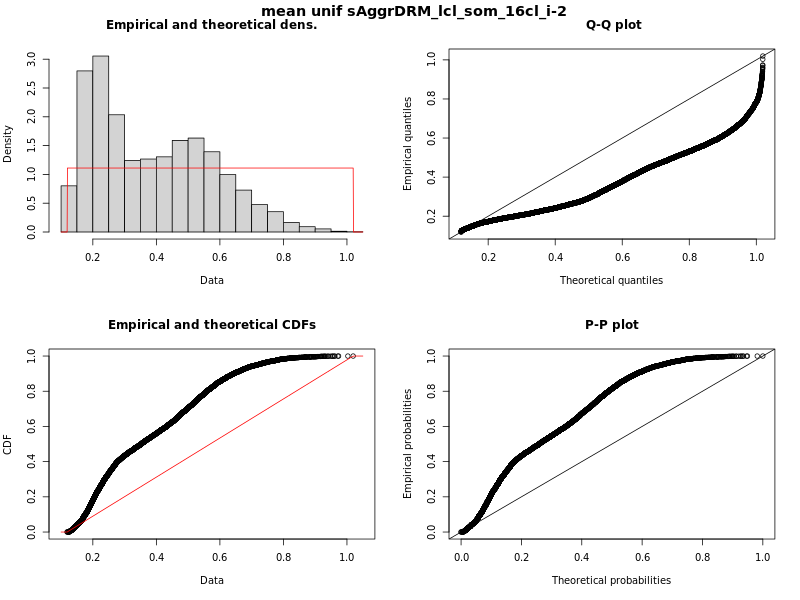 mean unif sAggrDRM_lcl_som_16cl_i-2
Empirical and theoretical dens.
Density
0.0 0.5 1.0 1.5 2.0 2.5 3.0
0.2 0.4 0.6 0.8 1.0
Data
Q-Q plot
Empirical quantiles
0.2 0.4 0.6 0.8 1.0
0.2 0.4 0.6 0.8 1.0
Theoretical quantiles
Empirical and theoretical CDFs
CDF
0.0 0.2 0.4 0.6 0.8 1.0
0.2 0.4 0.6 0.8 1.0
Data
P-P plot
Empirical probabilities
0.0 0.2 0.4 0.6 0.8 1.0
0.0 0.2 0.4 0.6 0.8 1.0
Theoretical probabilities